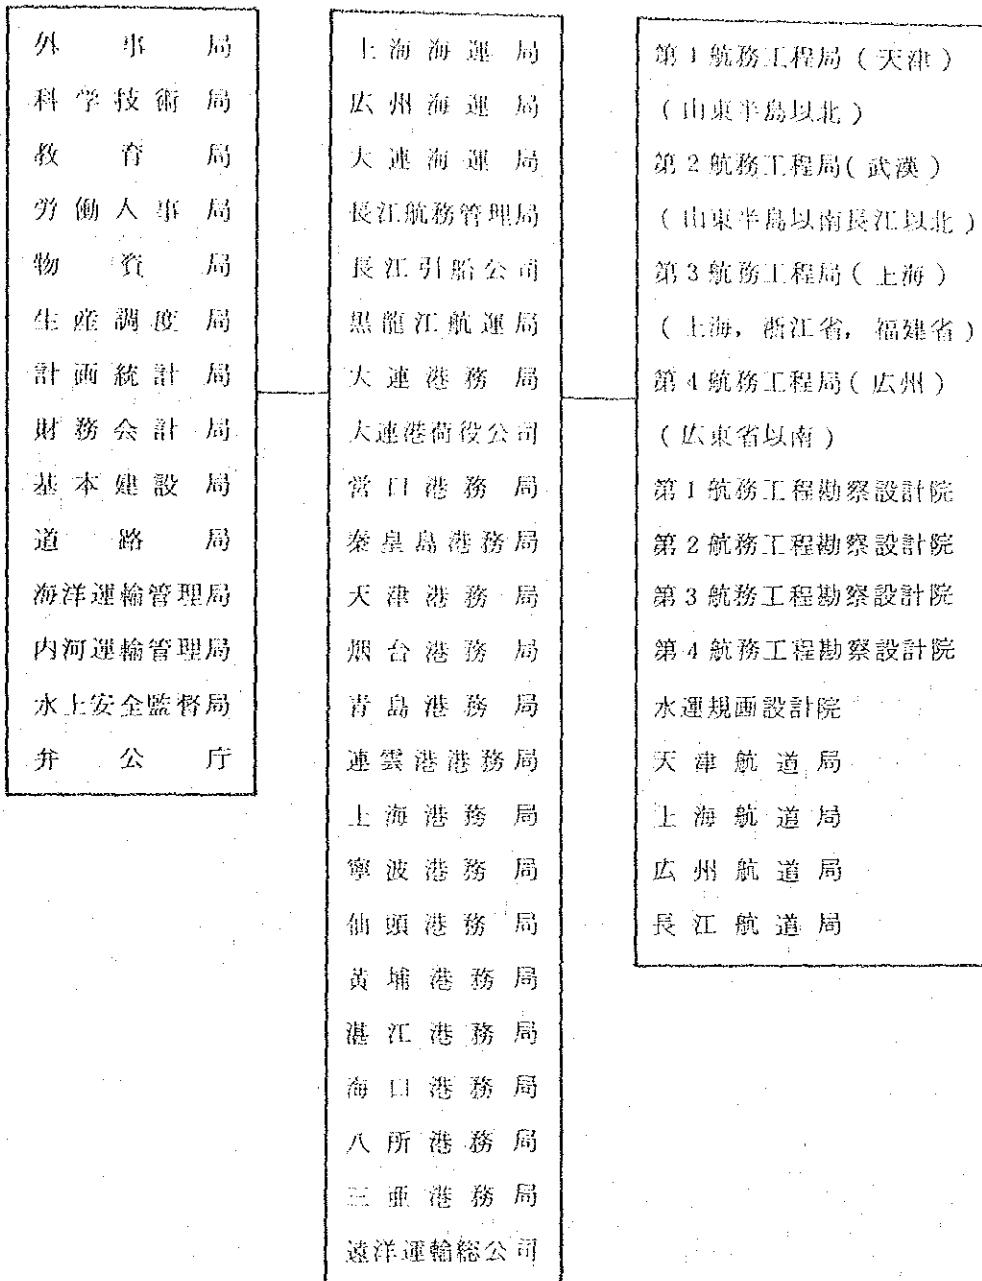 外事局
科学技術局
教育局
労働人事局
物資局
生産調度局
計画統計局
財務会計局
基本建設局
道路局
海洋運輸管理局
内河運輸管理局
水上安全監督局
弁公庁
上海海運局
広州海運局
大連海運局
長江航務管理局
長江引船公司
黒龍江航運局
大連港務局
大連港荷役公司
営口港務局
秦皇島港務局
天津港務局
烟台港務局
青島港務局
連雲港港務局
上海港務局
寧波港務局
仙頭港務局
黄埔港務局
湛江港務局
海口港務局
八所港務局
三亜港務局
遠洋運輸総公司
第1航務工程局(天津)
(山東半島以北)
第2航務工程局(武漢)
(山東半島以南長江以北)
第3航務工程局(上海)
(上海，浙江省，福建省)
第4航務工程局(広州)
(広東省以南)
第1航務工程勘察設計院
第2航務工程勘察設計院
第3航務工程勘察設計院
第4航務工程勘察設計院
水運規画設計院
天津航道局
上海航道局
広州航道局
長江航道局